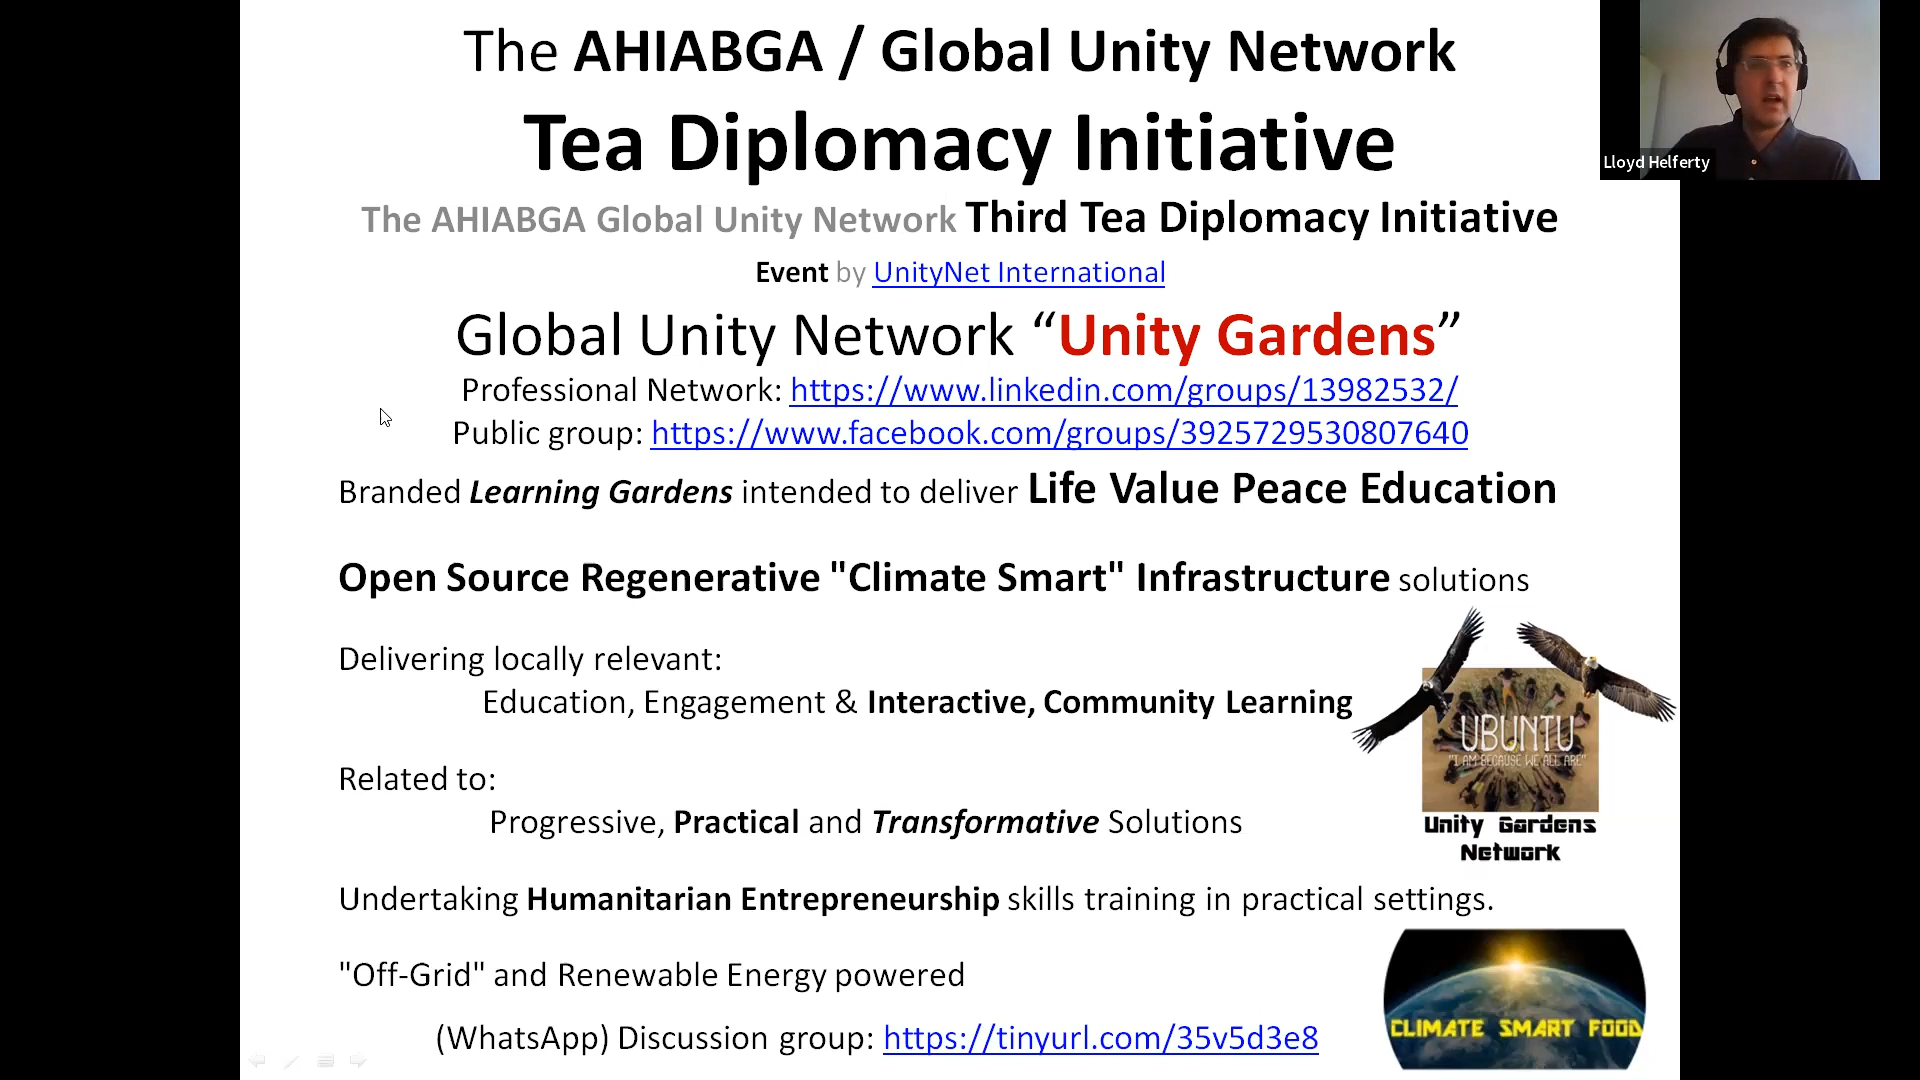 The AHIABGA / Global Unity Network
Tea Diplomacy Initiative
The AHIABGA Global Unity Network Third Tea Diplomacy Initiative
Event by UnityNet International
Global Unity Network “Unity Gardens”
Professional Network: https://www.linkedin.com/groups/13982532/
Public group: https://www.facebook.com/groups/3925729530807640
Branded Learning Gardens intended to deliver Life Value Peace Education
Open Source Regenerative "Climate Smart" Infrastructure solutions
Delivering locally relevant:
Education, Engagement & Interactive, Community Learning
Related to:
Progressive, Practical and Transformative Solutions
Undertaking Humanitarian Entrepreneurship skills training in practical settings.
"Off-Grid" and Renewable Energy powered
(WhatsApp) Discussion group: https://tinyurl.com/35v5d3e8
UBUNTU
"I AM BECAUSE WE ALL ARE"
Unity Gardens
Network
CLIMATE SMART FOOD
Lloyd Helferty